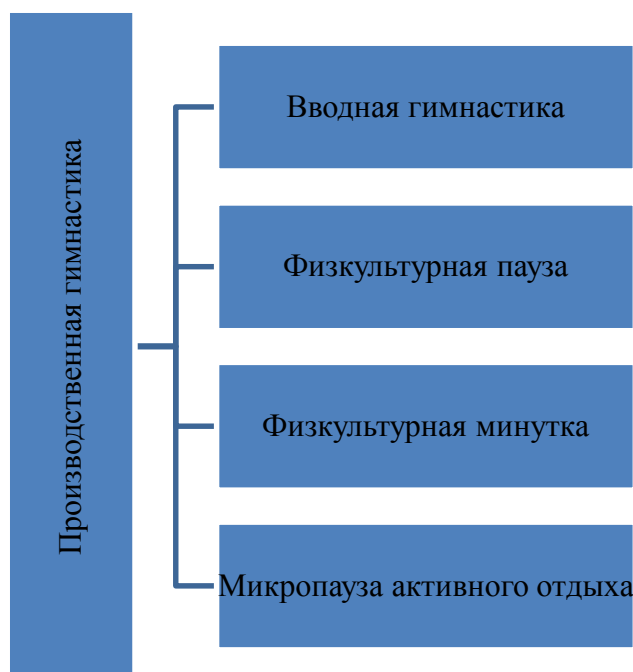 Производственная гимнастика
Вводная гимнастика
Физкультурная пауза
Физкультурная минутка
Микропауза активного отдыха